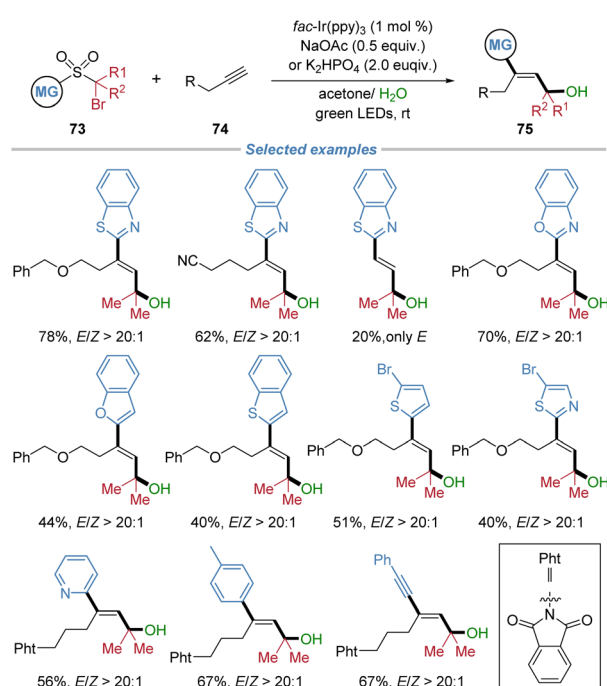 fac-Ir(ppy)3 (1 mol %)
NaOAc (0.5 equiv.)
or K2HPO4 (2.0 euqiv.)
acetone/ H2O
green LEDs, rt
O O
S
MG
R1
R2
Br
73
+
R
74
MG
R
OH
R2 R1
75
Selected examples
S N
Ph O
Me Me OH
78%, E/Z > 20:1
S N
NC
Me Me OH
62%, E/Z > 20:1
S N
Me Me OH
20%,only E
O N
Ph O
Me Me OH
70%, E/Z > 20:1
O
Ph O
Me Me OH
44%, E/Z > 20:1
S
Ph O
Me Me OH
40%, E/Z > 20:1
Br
S
Ph O
Me Me OH
51%, E/Z > 20:1
Br
S N
Ph O
Me Me OH
40%, E/Z > 20:1
N
Pht
Me Me OH
56%, E/Z > 20:1
Pht
Me Me OH
67%, E/Z > 20:1
Ph
Pht
Me Me OH
67%, E/Z > 20:1
Pht
=
O N O